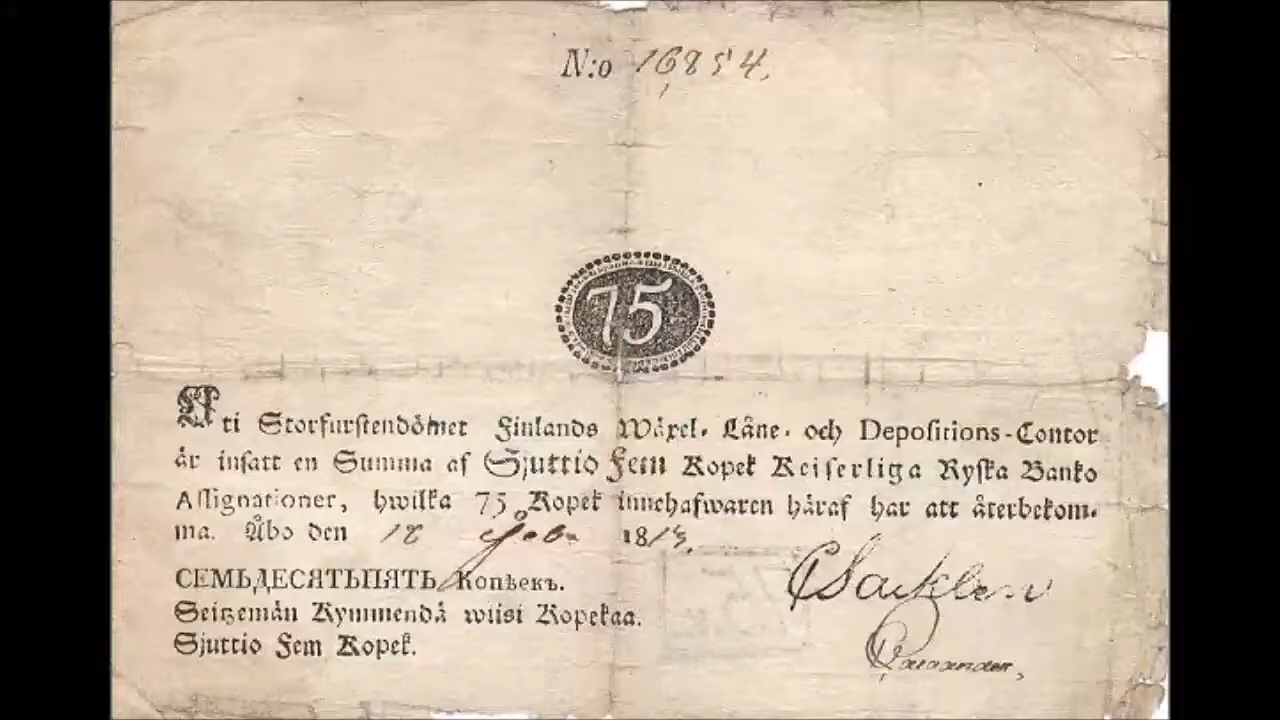 N:o 16854.
75
Uti Storfurstendömet Finlands Wäxel- Låne- och Depositions-Contor
är insatt en Summa af Sjuttio Fem Kopek Keiserliga Ryska Banko
Assignationer, hwilka 75 Kopek innehafwaren häraf har att återbekom-
ma. Åbo den 18 Feb. 1813.
СЕМЬДЕСЯТЬПЯТЬ Копѣекъ.
Seitzemän Kymmendä wiisi Kopekaa.
Sjuttio Fem Kopek.